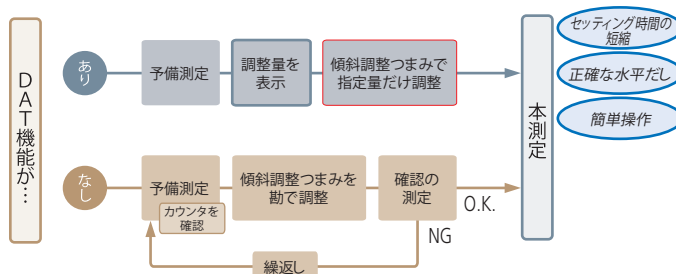 DAT機能が…
あり
予備測定
調整量を
表示
傾斜調整つまみで
指定量だけ調整
本測定
セッティング時間の
短縮
正確な水平だし
簡単操作
なし
予備測定
カウンタを
確認
傾斜調整つまみを
勘で調整
確認の
測定
O.K.
NG
繰返し